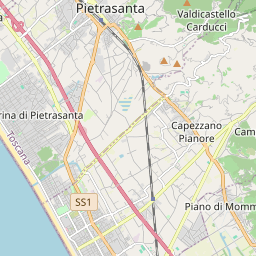 Pietrasanta
Valdicastello
Carducci
rina di Pietrasanta
Toscana
Capezzano
Pianore
Cam
SS1
Piano di Momm